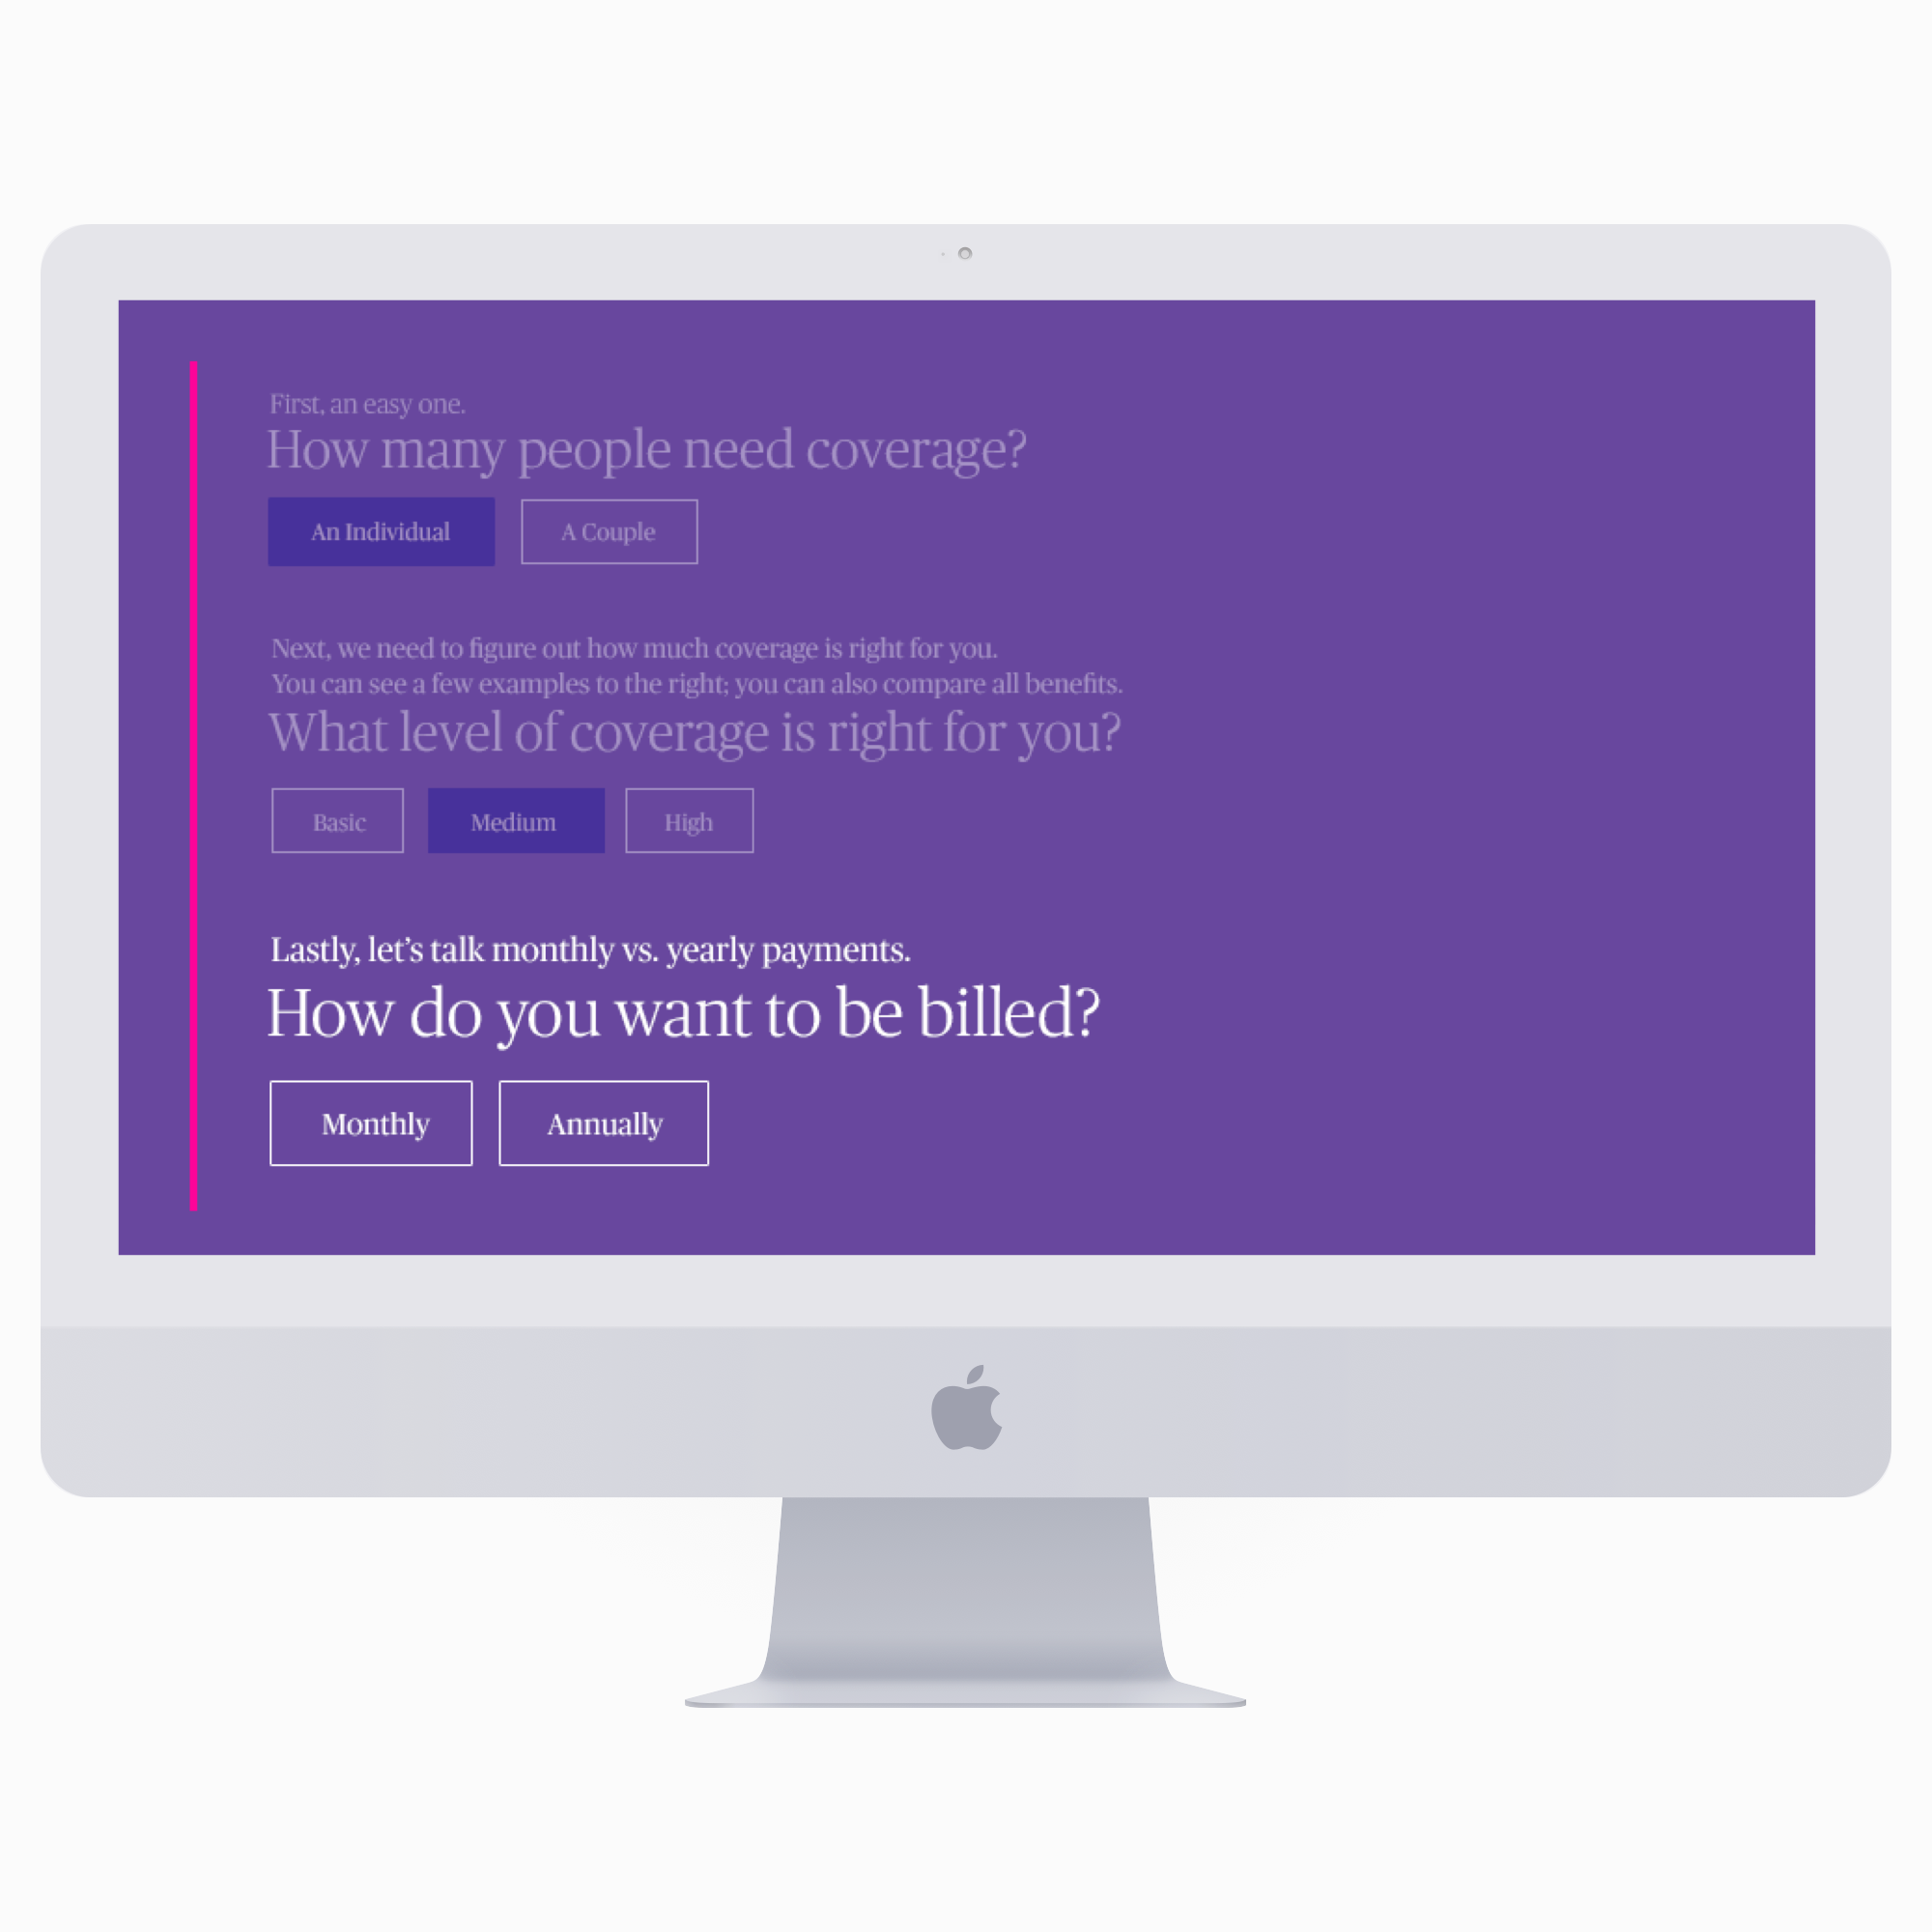 First, an easy one.
How many people need coverage?
An Individual
A Couple
Next, we need to figure out how much coverage is right for you.
You can see a few examples to the right; you can also compare all benefits.
What level of coverage is right for you?
Basic
Medium
High
Lastly, let’s talk monthly vs. yearly payments.
How do you want to be billed?
Monthly
Annually